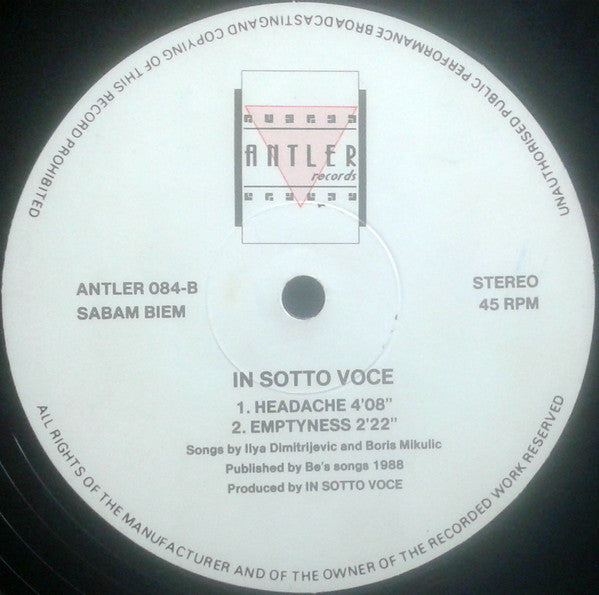 UNAUTHORISED PUBLIC PERFORMANCE BROADCASTING AND COPYING OF THIS RECORD PROHIBITED
ANTLER
records
ANTLER 084-B
SABAM BIEM
STEREO
45 RPM
IN SOTTO VOCE
1. HEADACHE 4'08"
2. EMPTYNESS 2'22"
Songs by Ilya Dimitrijevic and Boris Mikulic
Published by Be's songs 1988
Produced by IN SOTTO VOCE
ALL RIGHTS OF THE MANUFACTURER AND OF THE OWNER OF THE RECORDED WORK RESERVED